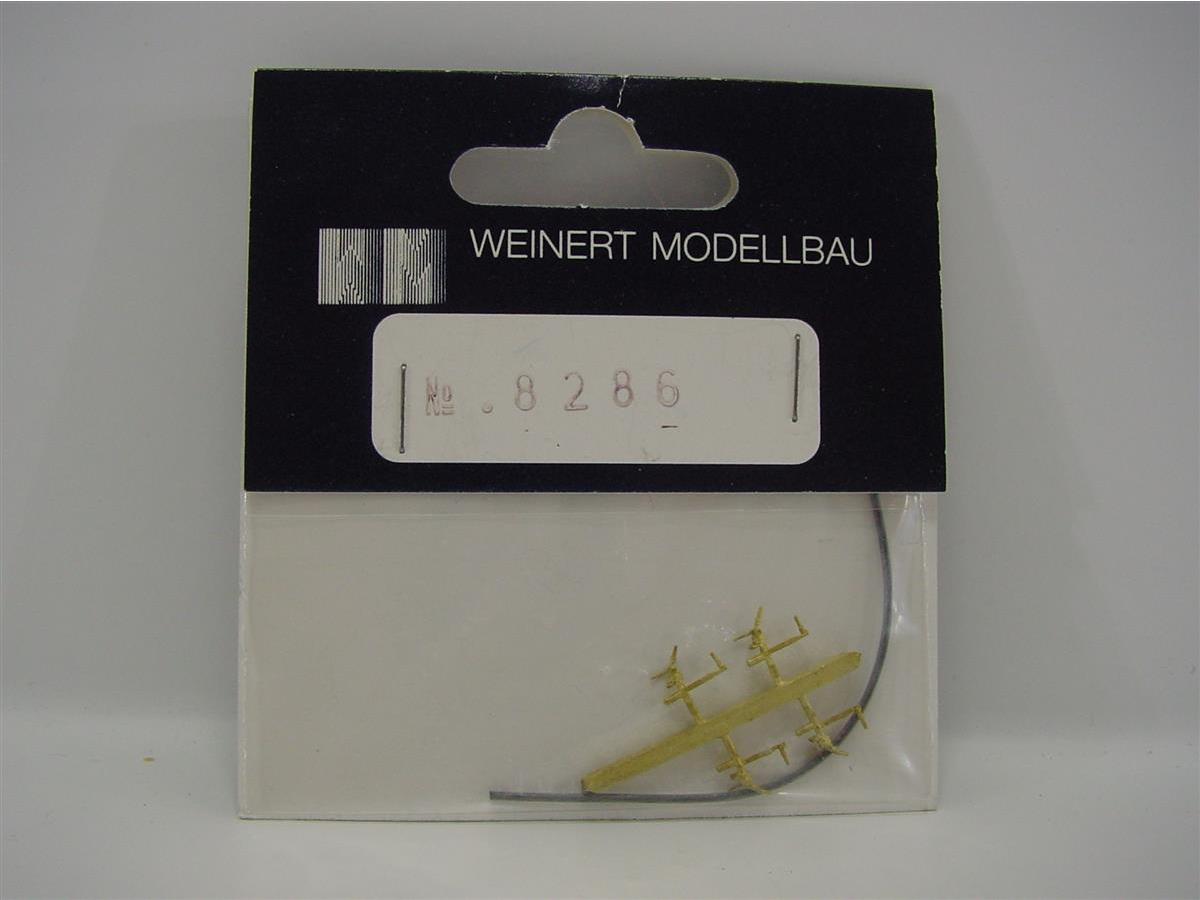 WEINERT MODELLBAU
№ . 8286